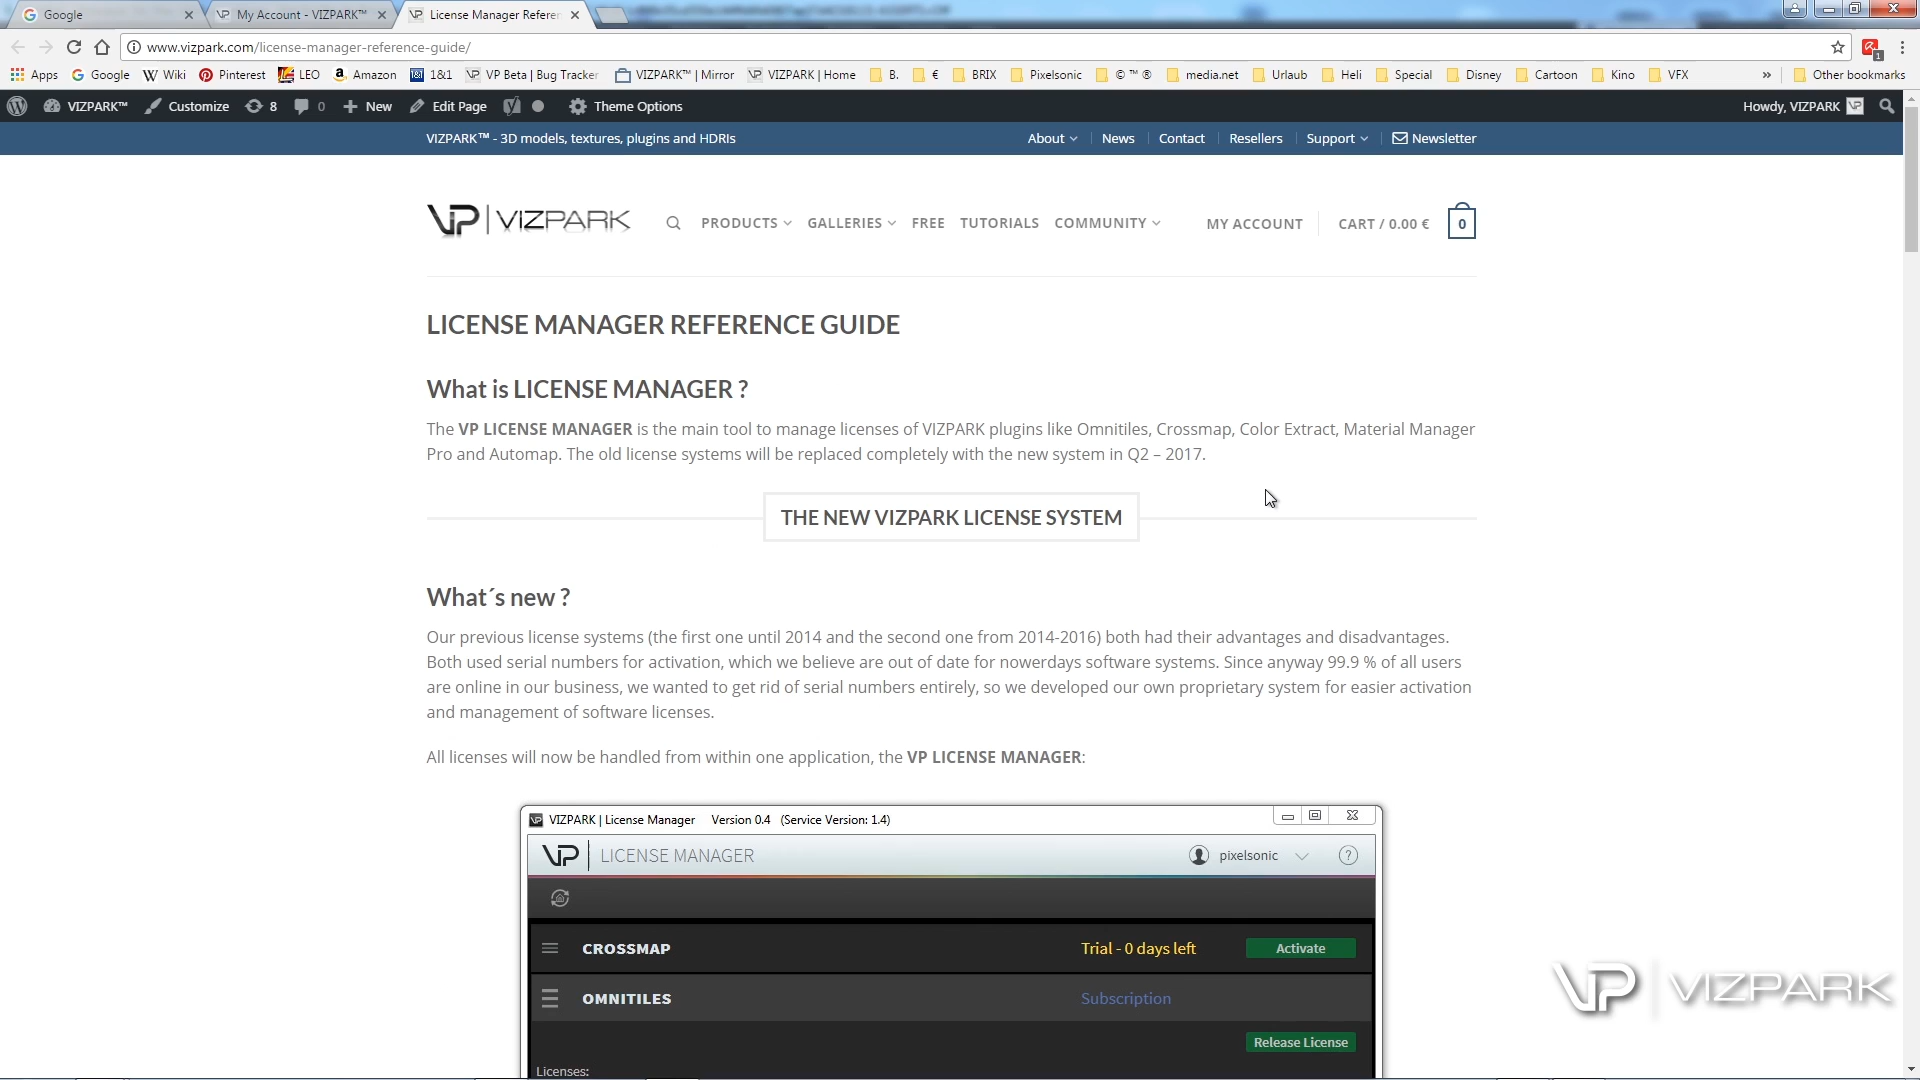 Google
My Account - VIZPARK™
License Manager Referen
www.vizpark.com/license-manager-reference-guide/
Apps Google Wiki Pinterest LEO Amazon 1&1 VP Beta | Bug Tracker VIZPARK™ | Mirror VIZPARK | Home B. € BRIX Pixelsonic © ™ ® media.net Urlaub Heli Special Disney Cartoon Kino VFX » Other bookmarks
VIZPARK™ Customize 8 0 New Edit Page Theme Options Howdy, VIZPARK
VIZPARK™ - 3D models, textures, plugins and HDRIs About News Contact Resellers Support Newsletter
VP | VIZPARK PRODUCTS GALLERIES FREE TUTORIALS COMMUNITY MY ACCOUNT CART / 0.00 € 0
LICENSE MANAGER REFERENCE GUIDE
What is LICENSE MANAGER ?
The VP LICENSE MANAGER is the main tool to manage licenses of VIZPARK plugins like Omnitiles, Crossmap, Color Extract, Material Manager
Pro and Automap. The old license systems will be replaced completely with the new system in Q2 – 2017.
THE NEW VIZPARK LICENSE SYSTEM
What´s new ?
Our previous license systems (the first one until 2014 and the second one from 2014-2016) both had their advantages and disadvantages.
Both used serial numbers for activation, which we believe are out of date for nowerdays software systems. Since anyway 99.9 % of all users
are online in our business, we wanted to get rid of serial numbers entirely, so we developed our own proprietary system for easier activation
and management of software licenses.
All licenses will now be handled from within one application, the VP LICENSE MANAGER:
VIZPARK | License Manager Version 0.4 (Service Version: 1.4)
VP | LICENSE MANAGER pixelsonic ?
CROSSMAP Trial - 0 days left Activate
OMNITILES Subscription
Release License
Licenses:
VP | VIZPARK